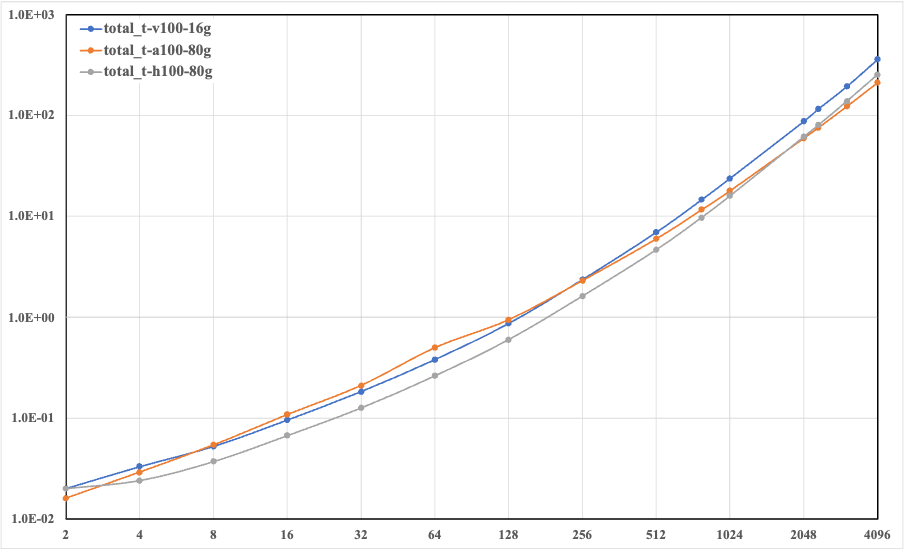 1.0E+03
total_t-v100-16g
total_t-a100-80g
total_t-h100-80g
1.0E+02
1.0E+01
1.0E+00
1.0E-01
1.0E-02
2 4 8 16 32 64 128 256 512 1024 2048 4096